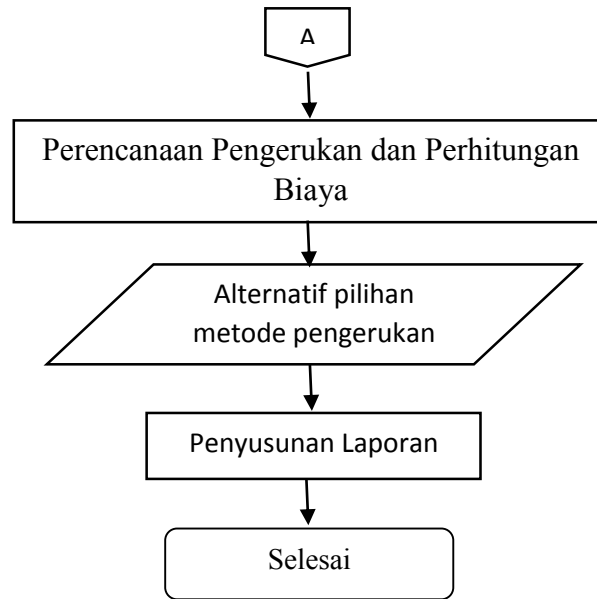 A
Perencanaan Pengerukan dan Perhitungan
Biaya
Alternatif pilihan
metode pengerukan
Penyusunan Laporan
Selesai